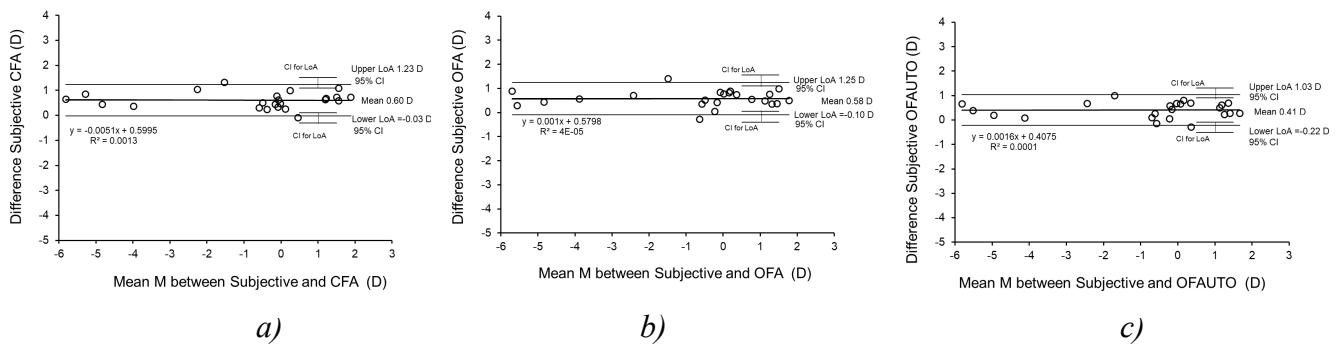 Difference Subjective CFA (D)
4
3
2
1
0
-1
-2
-3
-4
-5
-6
-5
-4
-3
-2
-1
0
1
2
3
CI for LoA
Upper LoA 1.23 D
95% CI
Mean 0.60 D
Lower LoA =-0.03 D
95% CI
CI for LoA
y = -0.0051x + 0.5995
R² = 0.0013
Mean M between Subjective and CFA (D)
a)
Difference Subjective OFA (D)
4
3
2
1
0
1
2
3
4
-5
-6
-5
-4
-3
-2
-1
0
1
2
3
CI for LoA
Upper LoA 1.25 D
95% CI
Mean 0.58 D
Lower LoA =-0.10 D
95% CI
CI for LoA
y = 0.001x + 0.5798
R² = 4E-05
Mean M between Subjective and OFA (D)
b)
Difference Subjective OFAUTO (D)
4
3
2
1
0
-1
-2
-3
-4
-5
-6
-5
-4
-3
-2
-1
0
1
2
3
CI for LoA
Upper LoA 1.03 D
95% CI
Mean 0.41 D
Lower LoA =-0.22 D
95% CI
CI for LoA
y = 0.0016x + 0.4075
R² = 0.0001
Mean M between Subjective and OFAUTO (D)
c)